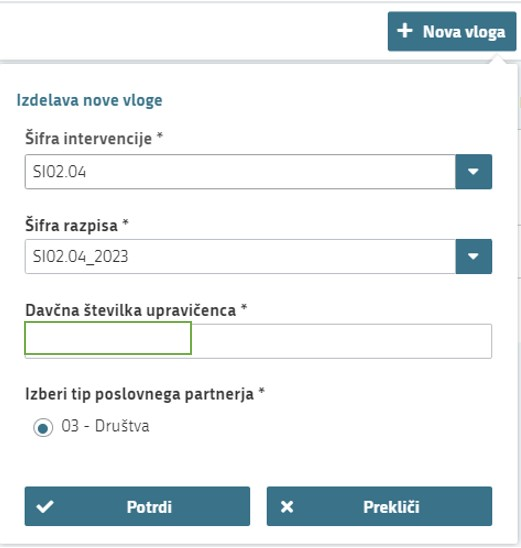 Nova vloga
Izdelava nove vloge
Šifra intervencije *
SI02.04
Šifra razpisa *
SI02.04_2023
Davčna številka upravičenca *
Izberi tip poslovnega partnerja *
03 - Društva
Potrdi
Prekliči